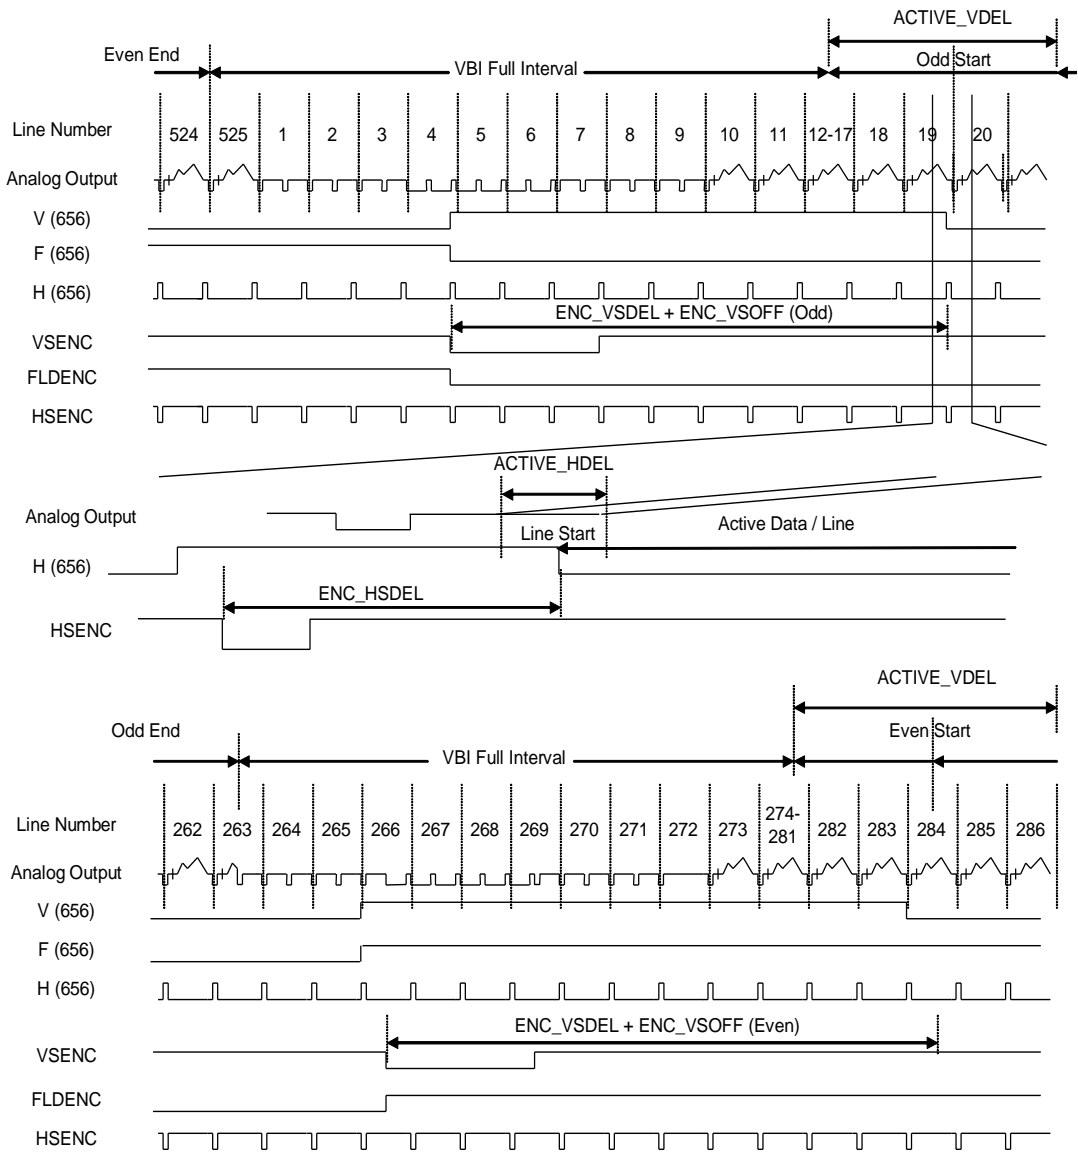 ACTIVE_VDEL
Even End
VBI Full Interval
Odd Start
Line Number 524 525 1 2 3 4 5 6 7 8 9 10 11 12-17 18 19 20
Analog Output
V (656)
F (656)
H (656)
ENC_VSDEL + ENC_VSOFF (Odd)
VSENC
FLDENC
HSENC
ACTIVE_HDEL
Analog Output
Line Start
Active Data / Line
H (656)
ENC_HSDEL
HSENC
ACTIVE_VDEL
Odd End
VBI Full Interval
Even Start
Line Number 262 263 264 265 266 267 268 269 270 271 272 273 274-281 282 283 284 285 286
Analog Output
V (656)
F (656)
H (656)
ENC_VSDEL + ENC_VSOFF (Even)
VSENC
FLDENC
HSENC